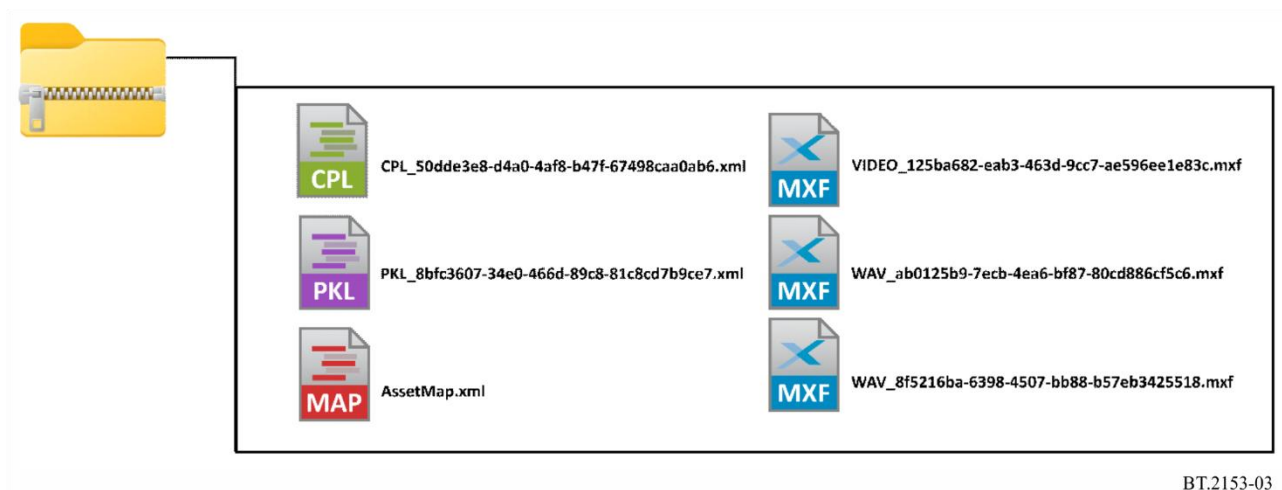 CPL
CPL_50dde3e8-d4a0-4af8-b47f-67498caa0ab6.xml
PKL
PKL_8bfc3607-34e0-466d-89c8-81c8cd7b9ce7.xml
MAP
AssetMap.xml
MXF
VIDEO_125ba682-eab3-463d-9cc7-ae596ee1e83c.mxf
MXF
WAV_ab0125b9-7ecb-4ea6-bf87-80cd886cf5c6.mxf
MXF
WAV_8f5216ba-6398-4507-bb88-b57eb3425518.mxf
BT.2153-03